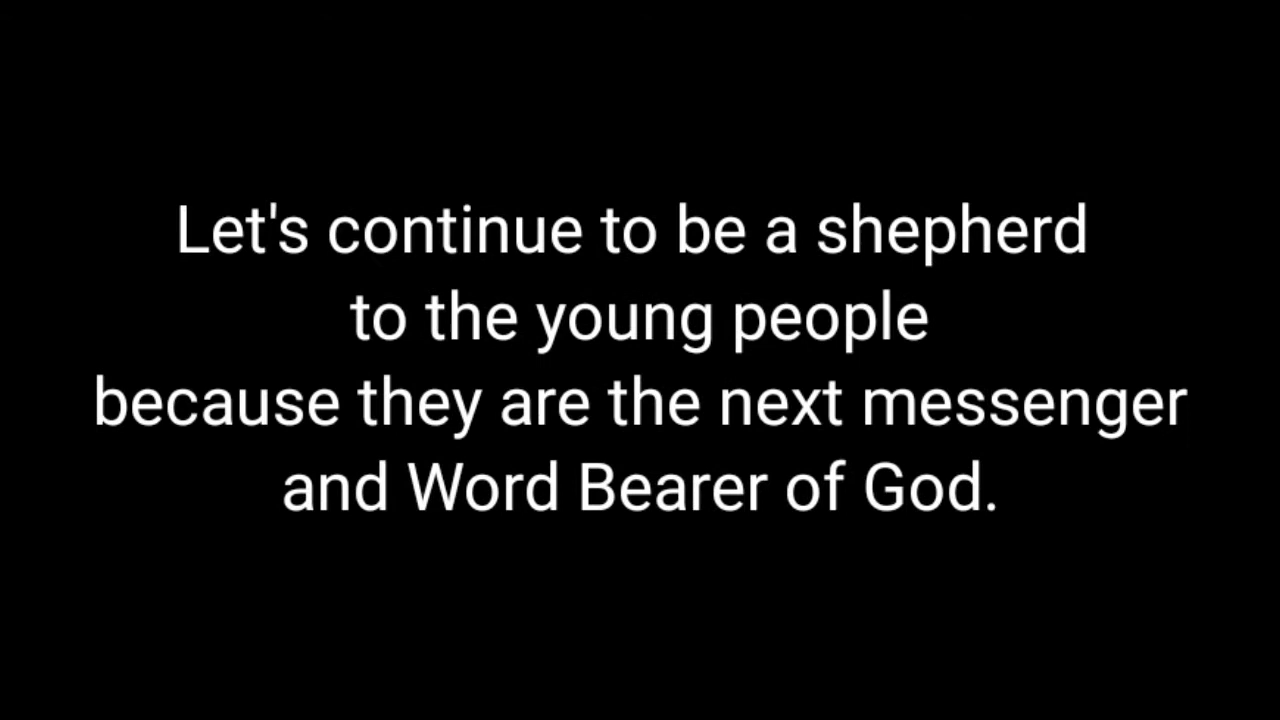 Let's continue to be a shepherd
to the young people
because they are the next messenger
and Word Bearer of God.